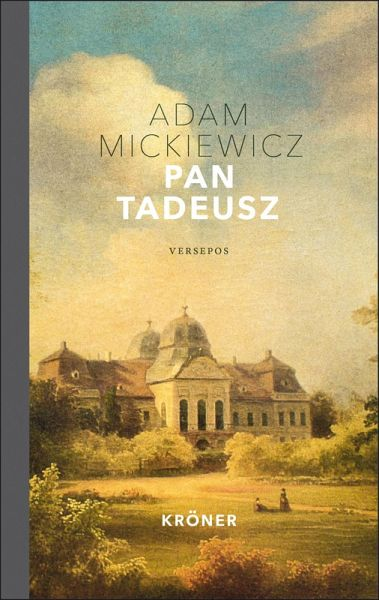 ADAM
MICKIEWICZ
PAN
TADEUSZ
VERSEPOS
KRÖNER